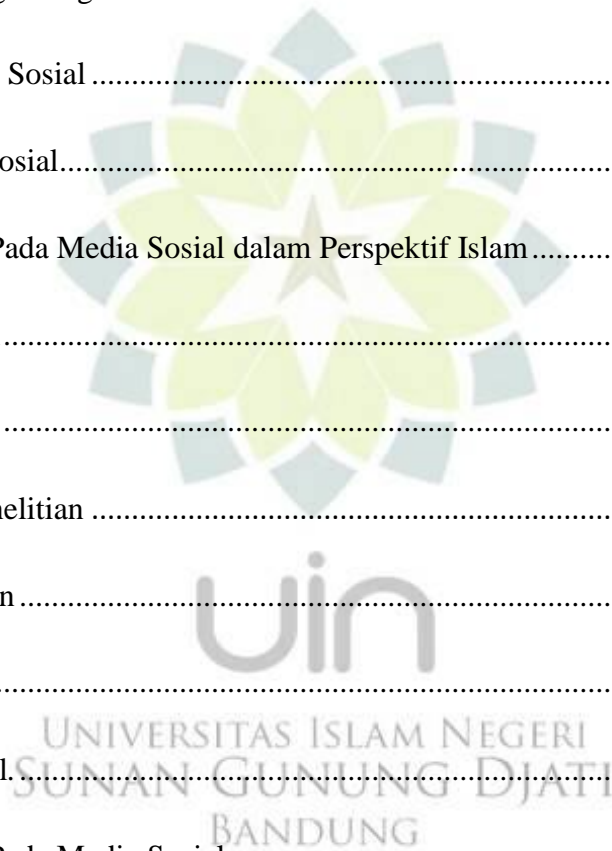 Sosial ........................................................................
osial...........................................................................
Pada Media Sosial dalam Perspektif Islam ..........
........................................................................
........................................................................
nelitian ..................................................................
n ...........................................................................
uin
........................................................................
UNIVERSITAS ISLAM NEGERI
l.............................................................................
SUNAN GUNUNG DJATI
BANDUNG
Pada Media Sosial